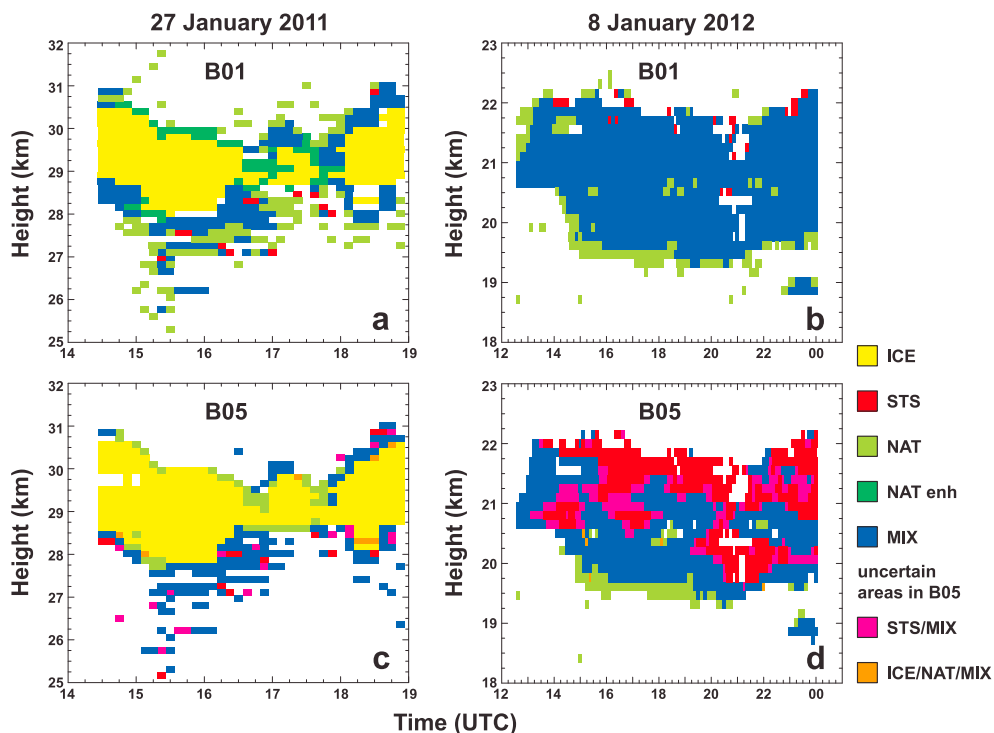 27 January 2011
8 January 2012
32
31
30
29
28
27
26
25
Height (km)
B01
a
14 15 16 17 18 19
23
22
21
20
19
18
Height (km)
B01
b
12 14 16 18 20 22 00
32
31
30
29
28
27
26
25
Height (km)
B05
c
14 15 16 17 18 19
23
22
21
20
19
18
Height (km)
B05
d
12 14 16 18 20 22 00
Time (UTC)
ICE
STS
NAT
NAT enh
MIX
uncertain
areas in B05
STS/MIX
ICE/NAT/MIX